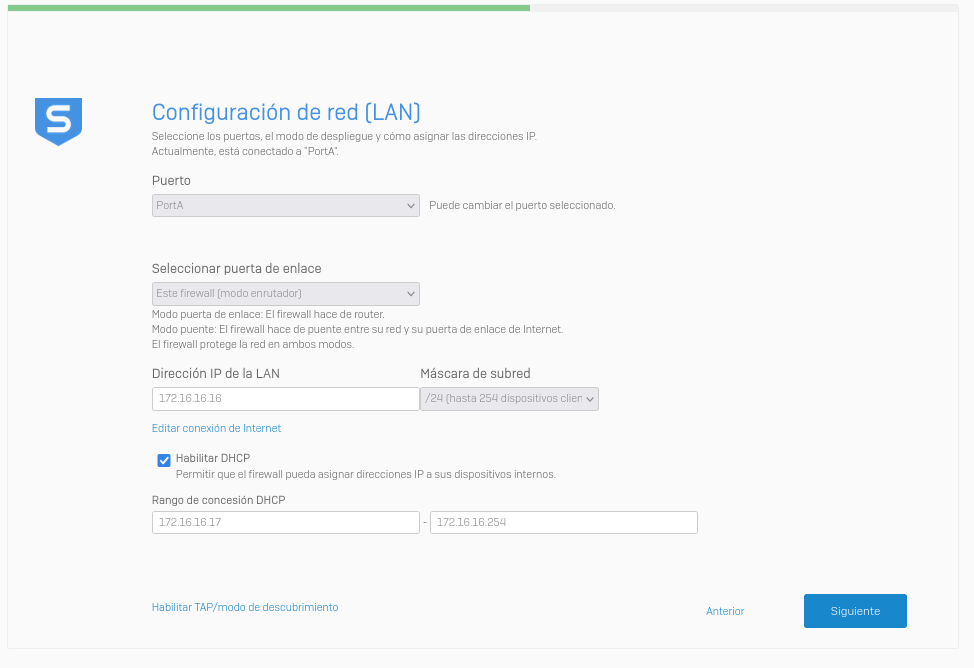 S
Configuración de red (LAN)
Seleccione los puertos, el modo de despliegue y cómo asignar las direcciones IP.
Actualmente, está conectado a "PortA".
Puerto
PortA
Puede cambiar el puerto seleccionado.
Seleccionar puerta de enlace
Este firewall (modo enrutador)
Modo puerta de enlace: El firewall hace de router.
Modo puente: El firewall hace de puente entre su red y su puerta de enlace de Internet.
El firewall protege la red en ambos modos.
Dirección IP de la LAN
Máscara de subred
172.16.16.16
/24 (hasta 254 dispositivos clien
Editar conexión de Internet
Habilitar DHCP
Permitir que el firewall pueda asignar direcciones IP a sus dispositivos internos.
Rango de concesión DHCP
172.16.16.17 - 172.16.16.254
Habilitar TAP/modo de descubrimiento
Anterior
Siguiente